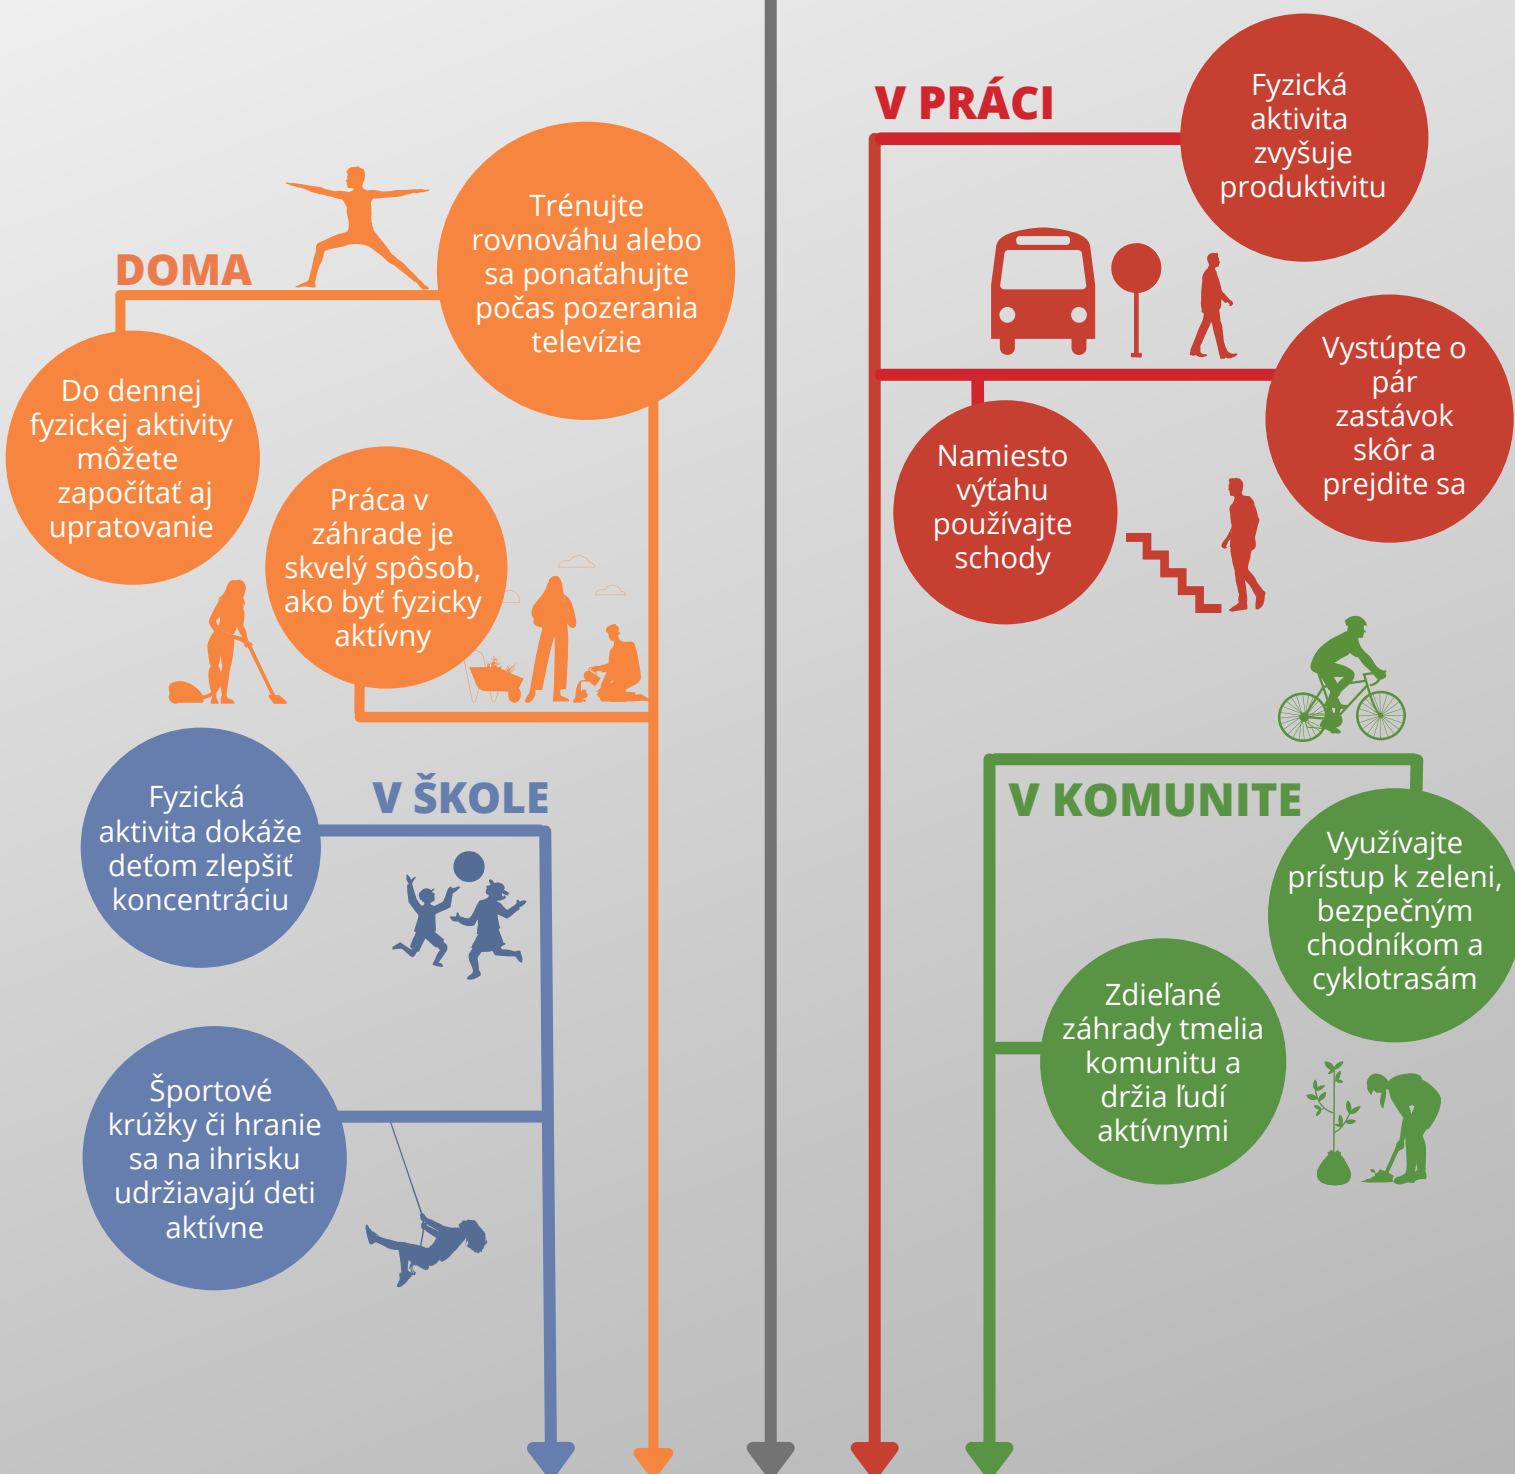 DOMA
Trénujte
rovnováhu alebo
sa ponaťahujte
počas pozerania
televízie
Do dennej
fyzickej aktivity
môžete
započítať aj
upratovanie
Práca v
záhrade je
skvelý spôsob,
ako byť fyzicky
aktívny
V ŠKOLE
Fyzická
aktivita dokáže
deťom zlepšiť
koncentráciu
Športové
krúžky či hranie
sa na ihrisku
udržiavajú deti
aktívne
V PRÁCI
Fyzická
aktivita
zvyšuje
produktivitu
Vystúpte o
pár
zastávok
skôr a
prejdite sa
Namiesto
výťahu
používajte
schody
V KOMUNITE
Využívajte
prístup k zeleni,
bezpečným
chodníkom a
cyklotrasám
Zdieľané
záhrady tmelia
komunitu a
držia ľudí
aktívnymi